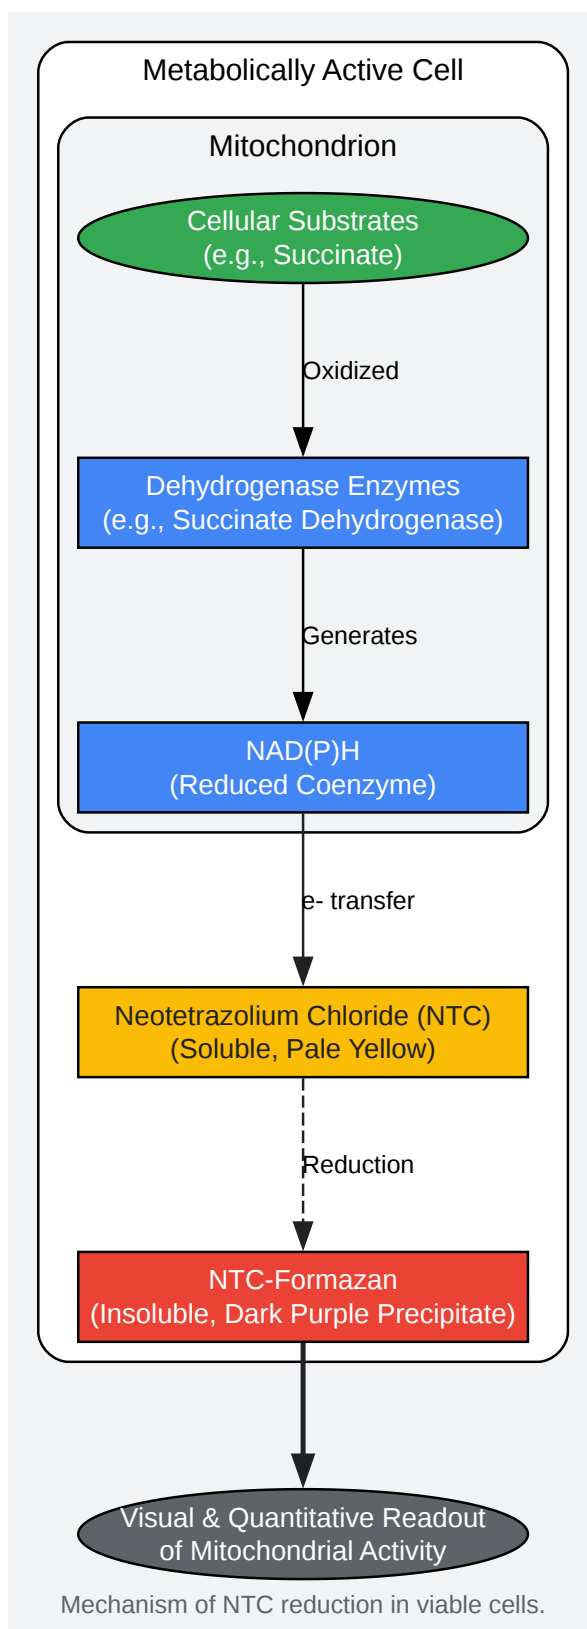 Metabolically Active Cell
Mitochondrion
Cellular Substrates
(e.g., Succinate)
Oxidized
Dehydrogenase Enzymes
(e.g., Succinate Dehydrogenase)
Generates
NAD(P)H
(Reduced Coenzyme)
e- transfer
Neotetrazolium Chloride (NTC)
(Soluble, Pale Yellow)
Reduction
NTC-Formazan
(Insoluble, Dark Purple Precipitate)
Visual & Quantitative Readout
of Mitochondrial Activity
Mechanism of NTC reduction in viable cells.